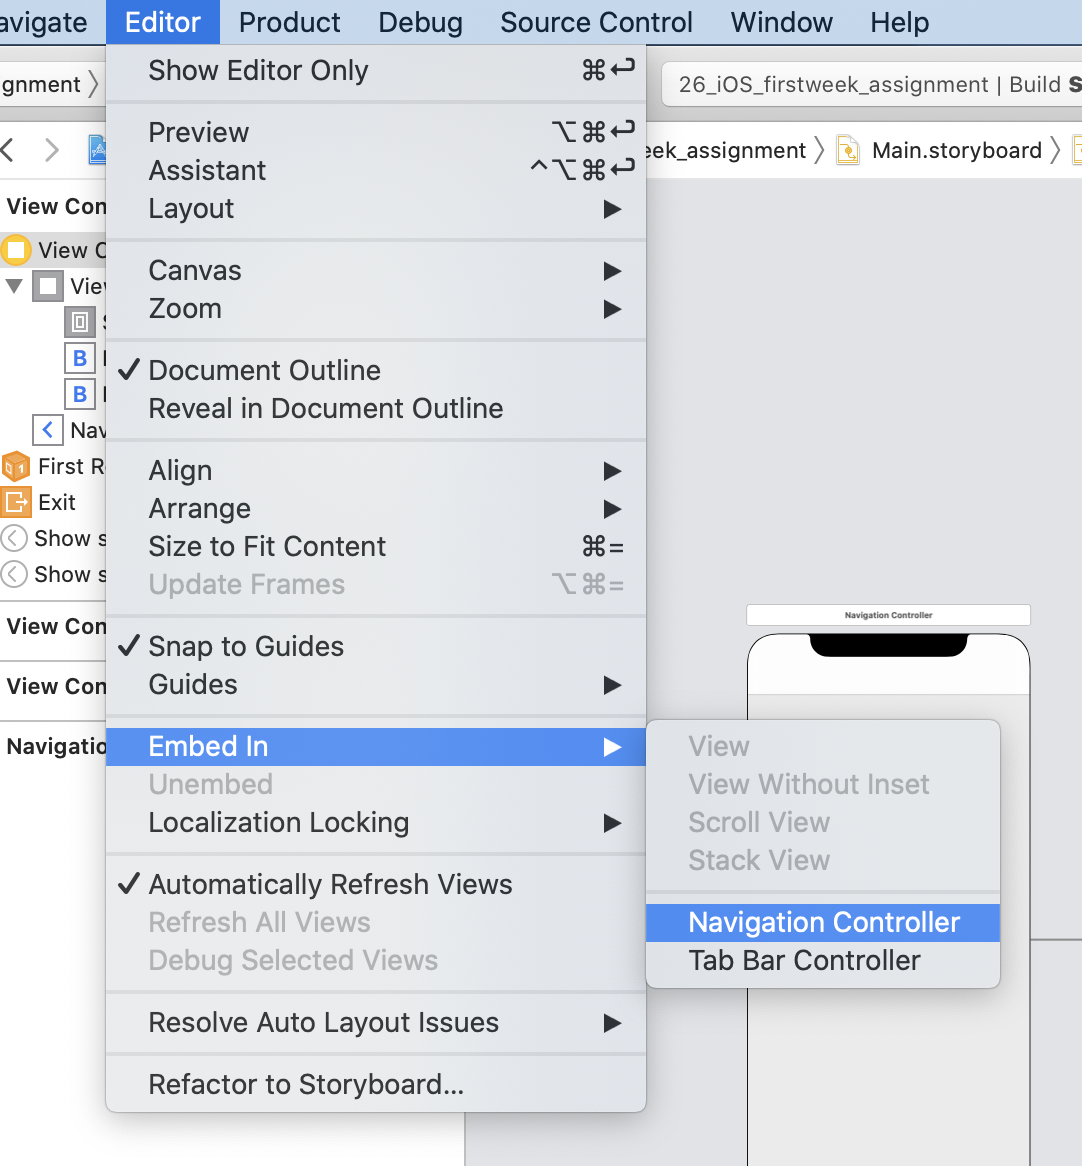 avigate Editor Product Debug Source Control Window Help
gnment 〉
26_iOS_firstweek_assignment | Build S
eek_assignment 〉 Main.storyboard 〉
View Con
View C
View
B
B
Nav
First R
Exit
Show s
Show s
View Con
View Con
Navigatio
Show Editor Only ⌘↩
Preview ⌥⌘↩
Assistant ^⌥⌘↩
Layout ▶
Canvas ▶
Zoom ▶
✓ Document Outline
Reveal in Document Outline
Align ▶
Arrange ▶
Size to Fit Content ⌘=
Update Frames ⌥⌘=
✓ Snap to Guides
Guides ▶
Embed In ▶
Unembed
Localization Locking ▶
✓ Automatically Refresh Views
Refresh All Views
Debug Selected Views
Resolve Auto Layout Issues ▶
Refactor to Storyboard...
Navigation Controller
View
View Without Inset
Scroll View
Stack View
Navigation Controller
Tab Bar Controller